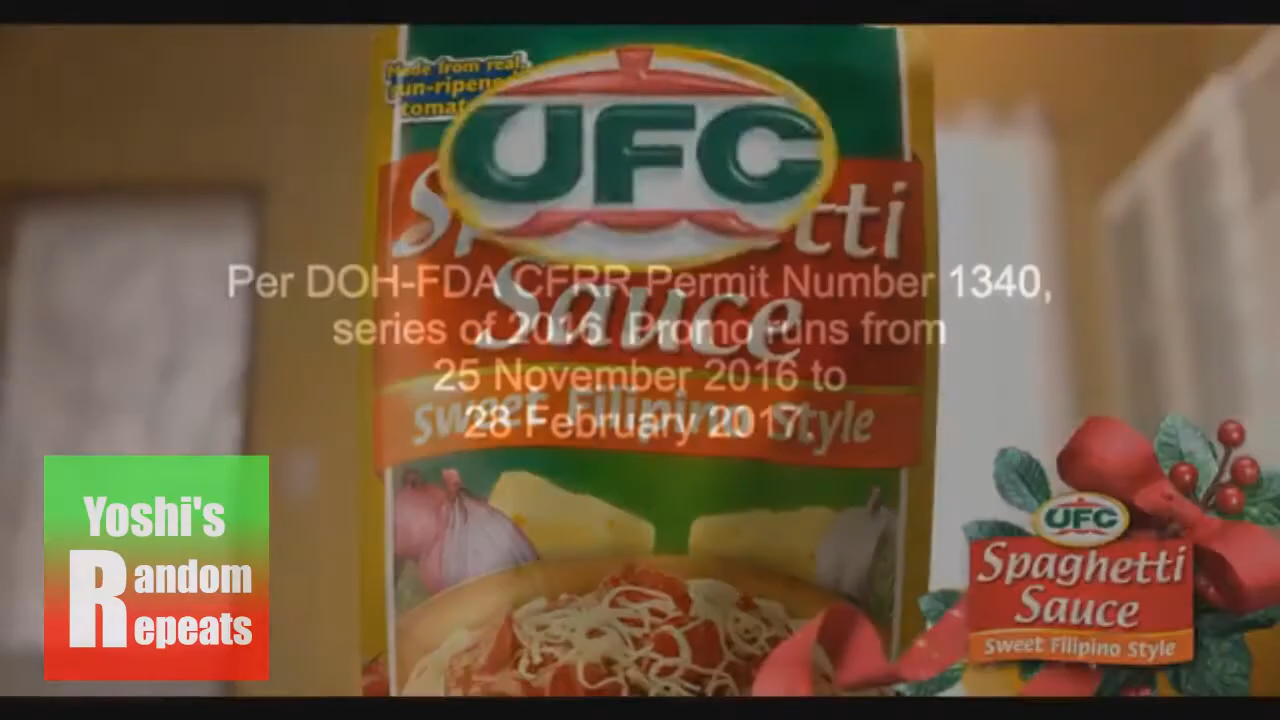 Made from real,
sun-ripened
UFC
Spaghetti
Sauce
Sweet Filipino Style
Per DOH-FDA CFRR Permit Number 1340,
series of 2016. Promo runs from
25 November 2016 to
28 February 2017.
Yoshi's
Random
Repeats
UFC
Spaghetti
Sauce
Sweet Filipino Style